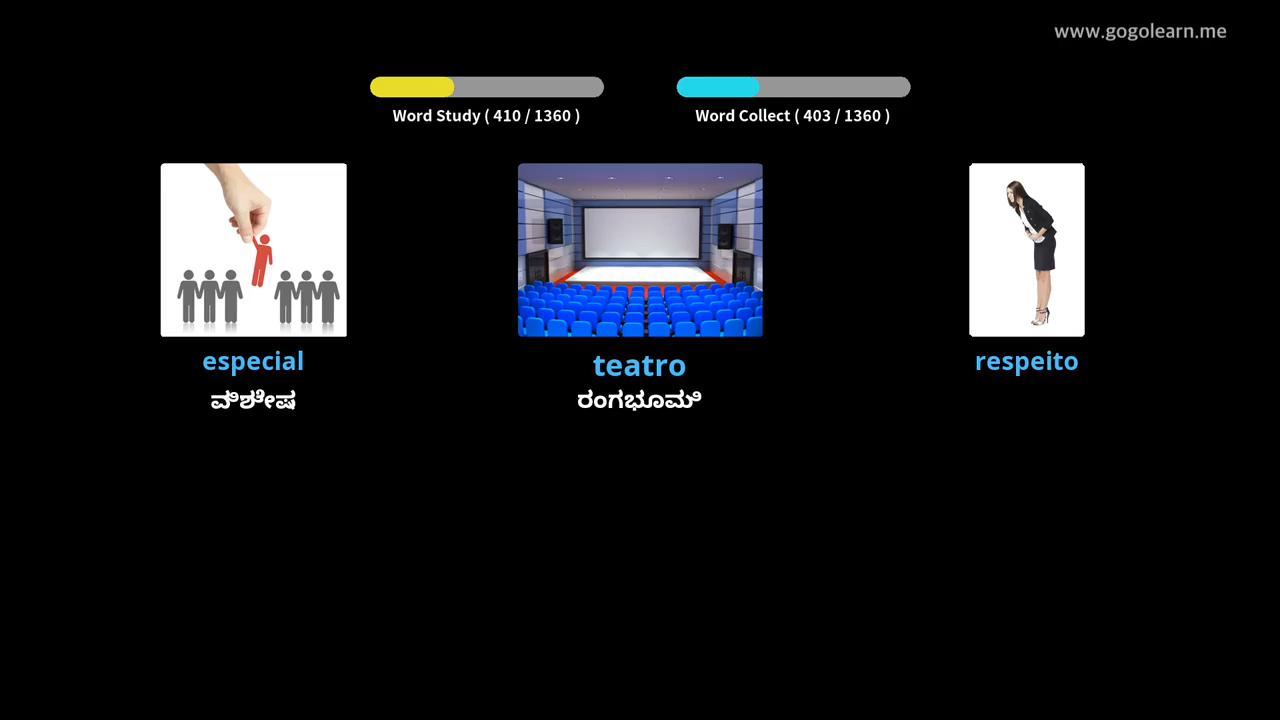 www.gogolearn.me
Word Study ( 410 / 1360 )
Word Collect ( 403 / 1360 )
especial
teatro
respeito
ವಿಶೇಷ
ರಂಗಭೂಮಿ